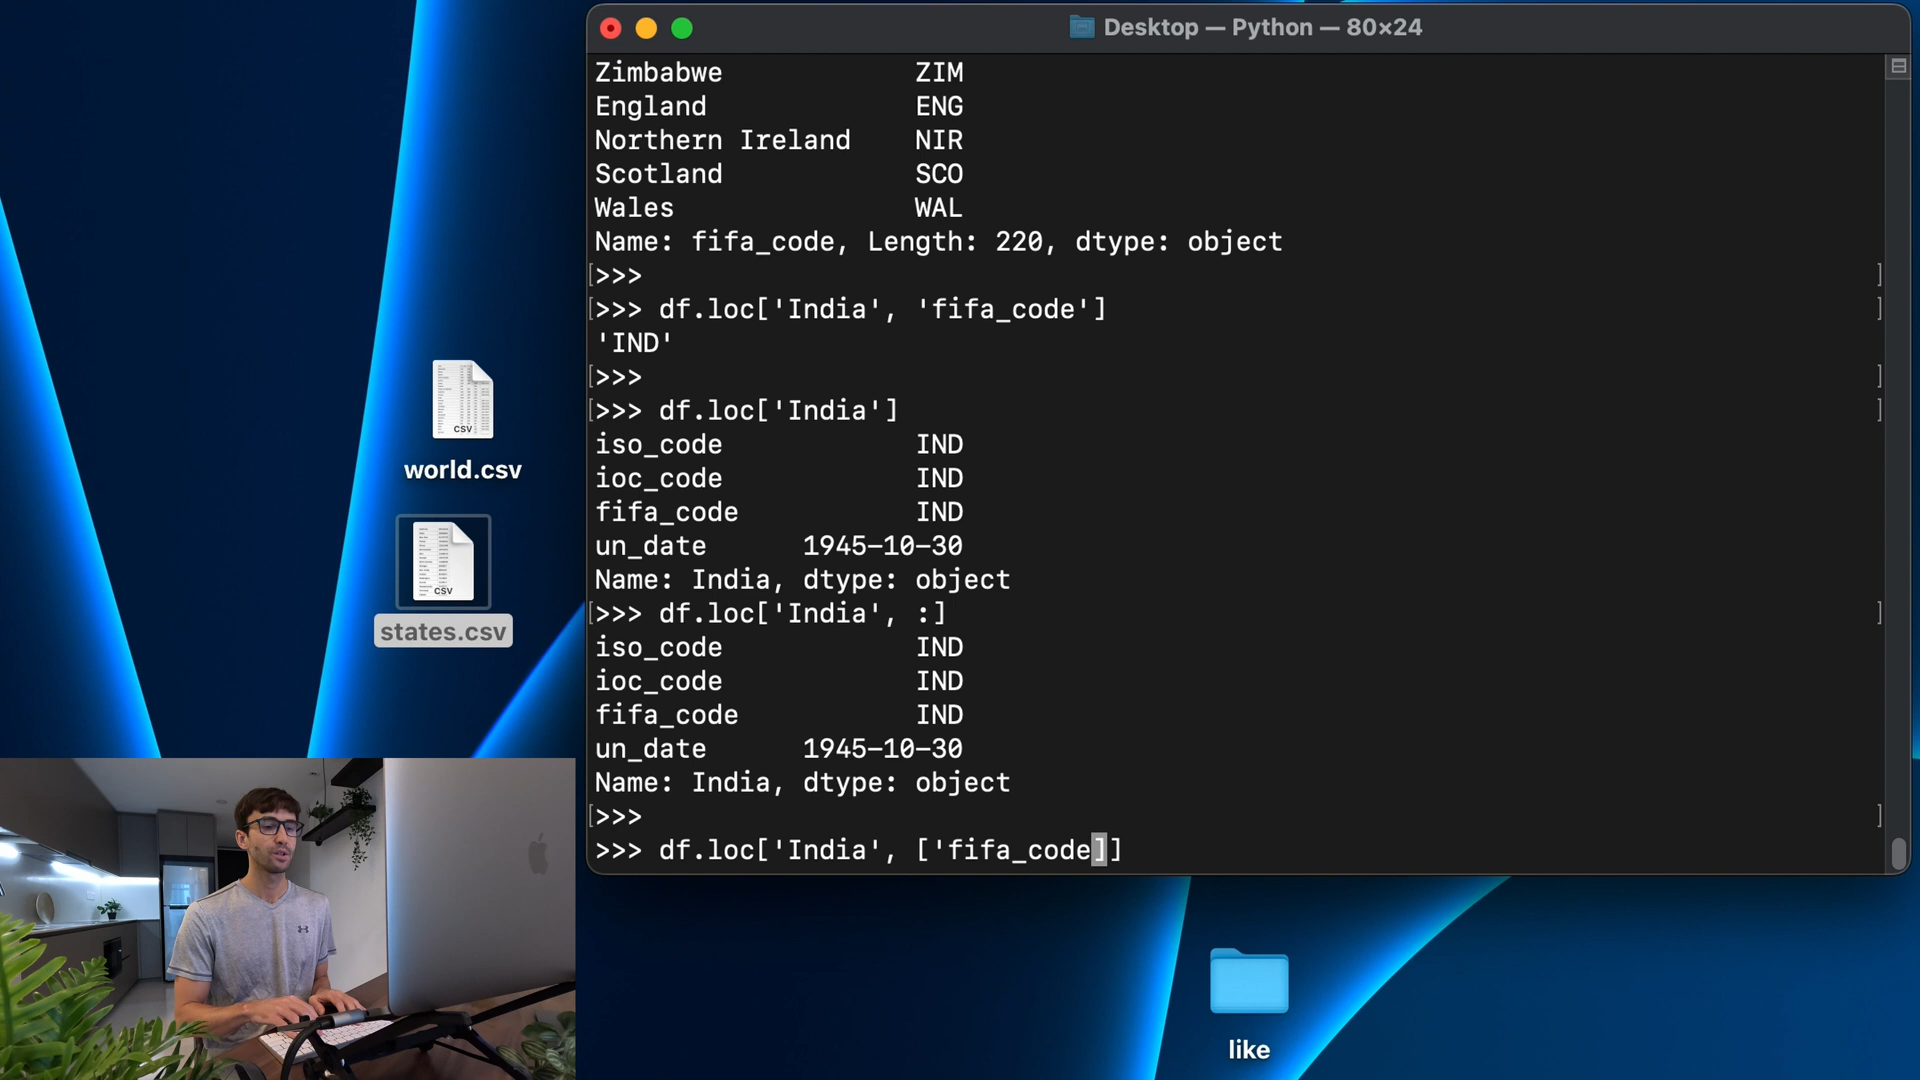 Desktop — Python — 80×24
Zimbabwe ZIM
England ENG
Northern Ireland NIR
Scotland SCO
Wales WAL
Name: fifa_code, Length: 220, dtype: object
[>>> ]
[>>> df.loc['India', 'fifa_code'] ]
'IND'
[>>> ]
[>>> df.loc['India'] ]
iso_code IND
ioc_code IND
fifa_code IND
un_date 1945-10-30
Name: India, dtype: object
[>>> df.loc['India', :] ]
iso_code IND
ioc_code IND
fifa_code IND
un_date 1945-10-30
Name: India, dtype: object
[>>> ]
>>> df.loc['India', ['fifa_code]]
CSV
world.csv
CSV
states.csv
like